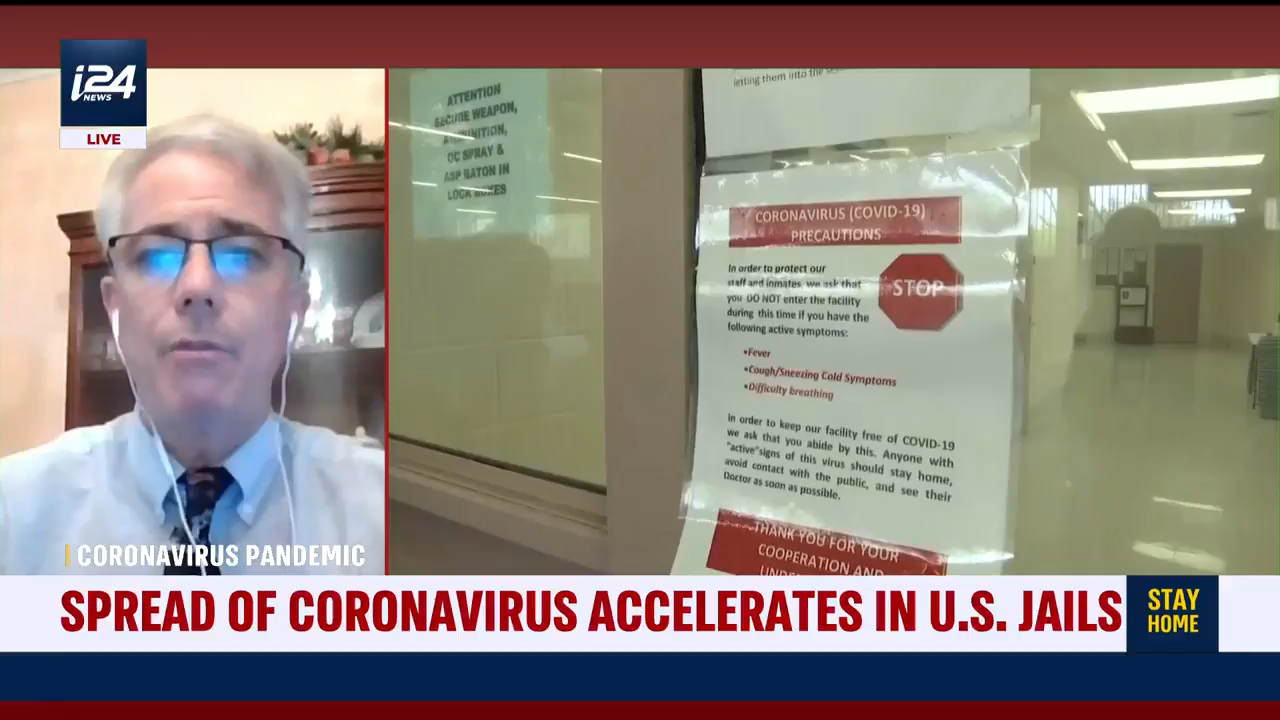 i24
NEWS
LIVE
ATTENTION
SECURE WEAPON,
OC SPRAY &
ASP BATON IN
LOCK BOXES
letting them into the
CORONAVIRUS (COVID-19)
PRECAUTIONS
STOP
In order to protect our
staff and inmates, we ask that
you DO NOT enter the facility
during this time if you have the
following active symptoms:
•Fever
•Cough/Sneezing Cold Symptoms
•Difficulty breathing
In order to keep our facility free of COVID-19
we ask that you abide by this. Anyone with
"active"signs of this virus should stay home,
avoid contact with the public, and see their
Doctor as soon as possible.
THANK YOU FOR YOUR
COOPERATION AND
CORONAVIRUS PANDEMIC
SPREAD OF CORONAVIRUS ACCELERATES IN U.S. JAILS
STAY
HOME